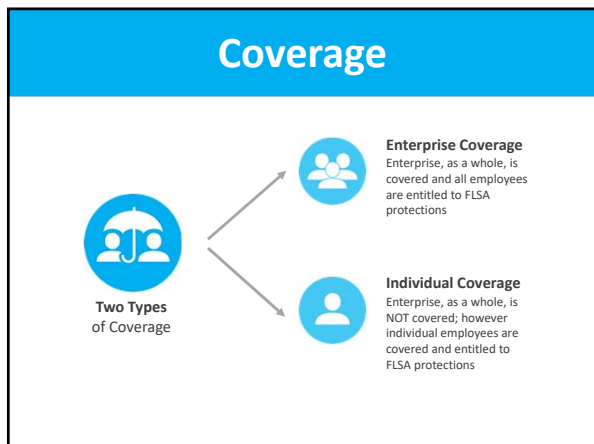 Coverage
Enterprise Coverage
Enterprise, as a whole, is
covered and all employees
are entitled to FLSA
protections
Two Types
of Coverage
Individual Coverage
Enterprise, as a whole, is
NOT covered; however
individual employees are
covered and entitled to
FLSA protections